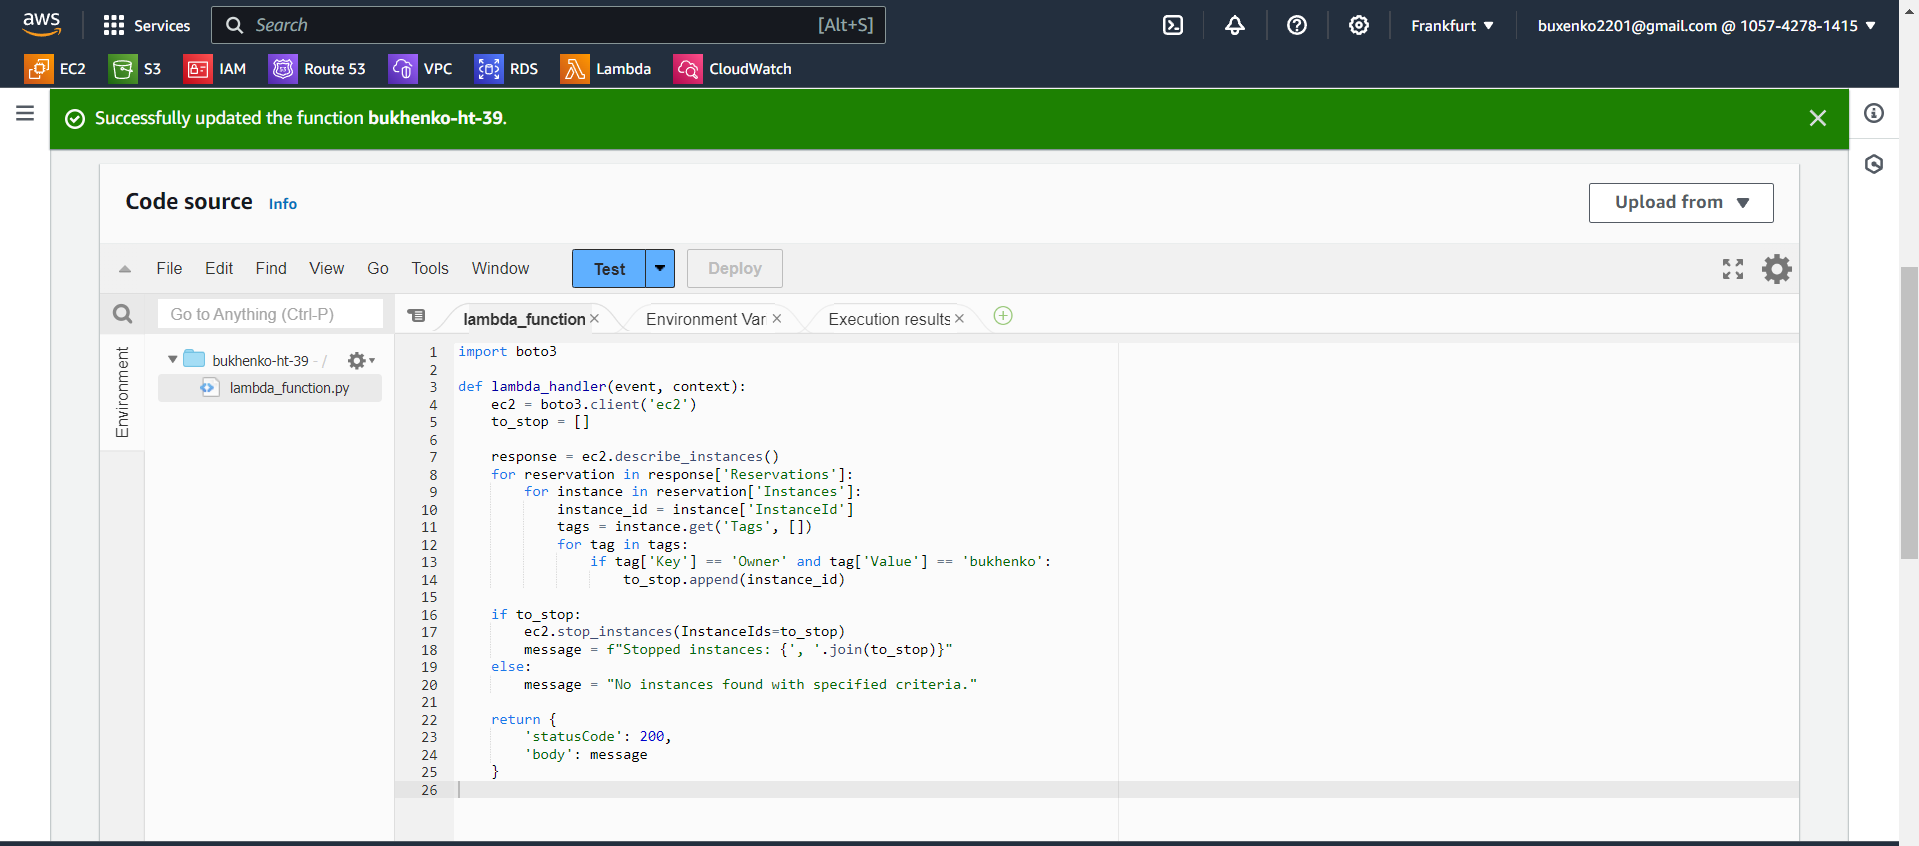 aws
Services
Search
[Alt+S]
Frankfurt
buxenko2201@gmail.com @ 1057-4278-1415
EC2
S3
IAM
Route 53
VPC
RDS
Lambda
CloudWatch
Successfully updated the function bukhenko-ht-39.
Code source Info
Upload from
File Edit Find View Go Tools Window
Test
Deploy
Go to Anything (Ctrl-P)
lambda_function
Environment Var
Execution results
Environment
bukhenko-ht-39 - /
lambda_function.py
1 import boto3
2
3 def lambda_handler(event, context):
4     ec2 = boto3.client('ec2')
5     to_stop = []
6
7     response = ec2.describe_instances()
8     for reservation in response['Reservations']:
9         for instance in reservation['Instances']:
10             instance_id = instance['InstanceId']
11             tags = instance.get('Tags', [])
12             for tag in tags:
13                 if tag['Key'] == 'Owner' and tag['Value'] == 'bukhenko':
14                     to_stop.append(instance_id)
15
16     if to_stop:
17         ec2.stop_instances(InstanceIds=to_stop)
18         message = f"Stopped instances: {', '.join(to_stop)}"
19     else:
20         message = "No instances found with specified criteria."
21
22     return {
23         'statusCode': 200,
24         'body': message
25     }
26